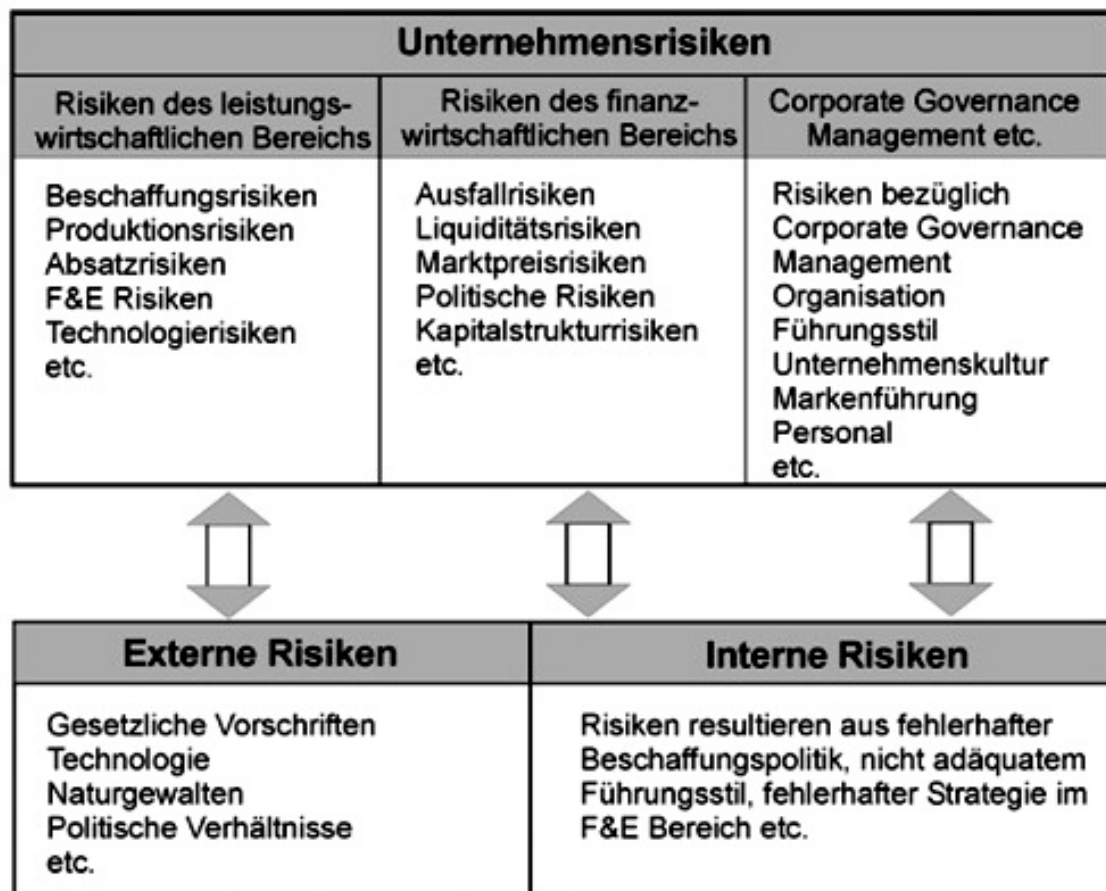 Unternehmensrisiken
Risiken des leistungs-
wirtschaftlichen Bereichs
Beschaffungsrisiken
Produktionsrisiken
Absatzrisiken
F&E Risiken
Technologierisiken
etc.
Risiken des finanz-
wirtschaftlichen Bereichs
Ausfallrisiken
Liquiditätsrisiken
Marktpreisrisiken
Politische Risiken
Kapitalstrukturrisiken
etc.
Corporate Governance
Management etc.
Risiken bezüglich
Corporate Governance
Management
Organisation
Führungsstil
Unternehmenskultur
Markenführung
Personal
etc.
Externe Risiken
Gesetzliche Vorschriften
Technologie
Naturgewalten
Politische Verhältnisse
etc.
Interne Risiken
Risiken resultieren aus fehlerhafter
Beschaffungspolitik, nicht adäquatem
Führungsstil, fehlerhafter Strategie im
F&E Bereich etc.